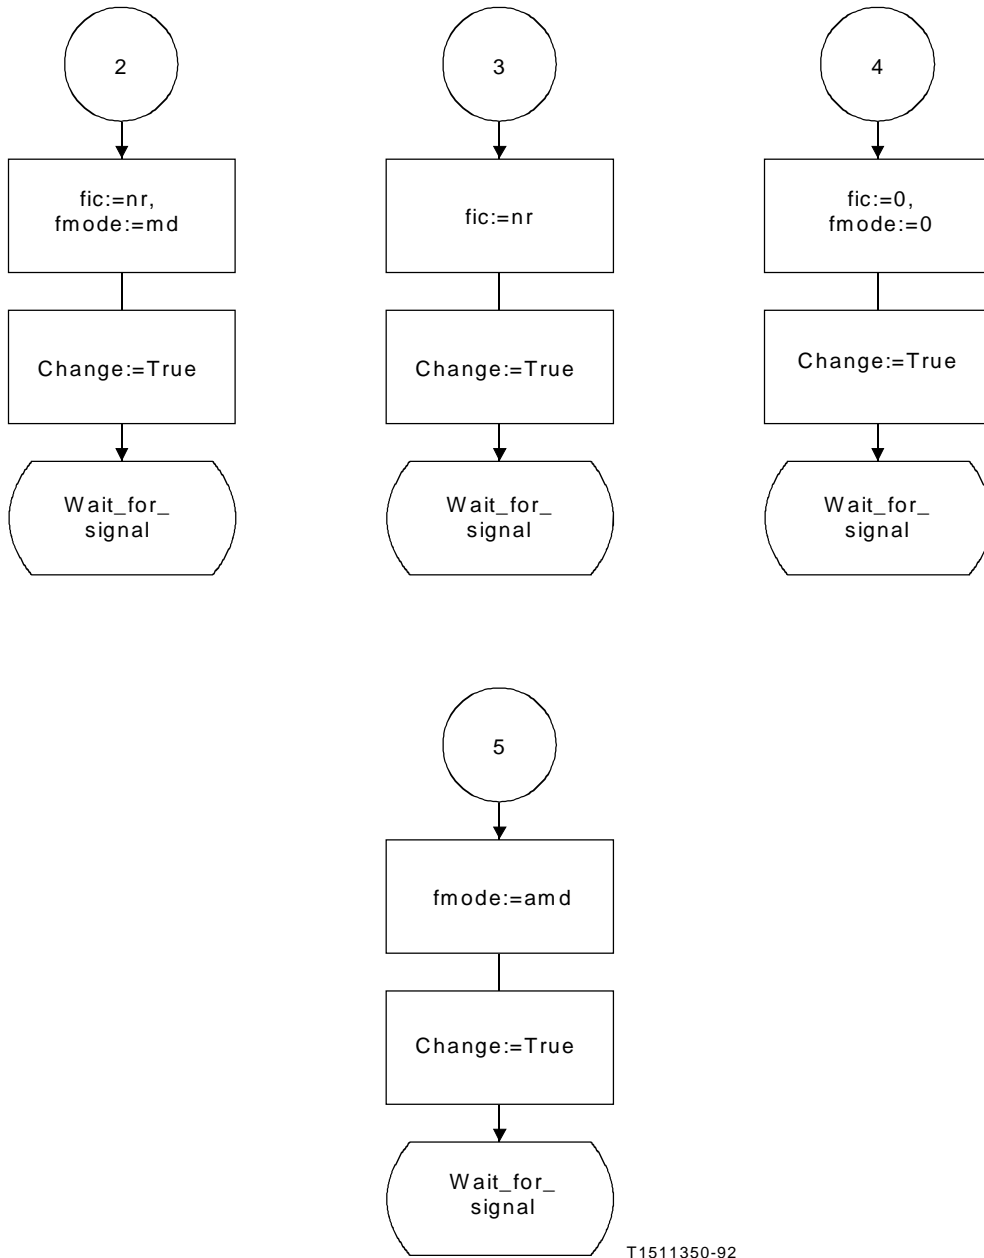 2
fic:=nr,
fmode:=md
Change:=True
Wait_for_
signal
3
fic:=nr
Change:=True
Wait_for_
signal
4
fic:=0,
fmode:=0
Change:=True
Wait_for_
signal
5
fmode:=amd
Change:=True
Wait_for_
signal
T1511350-92